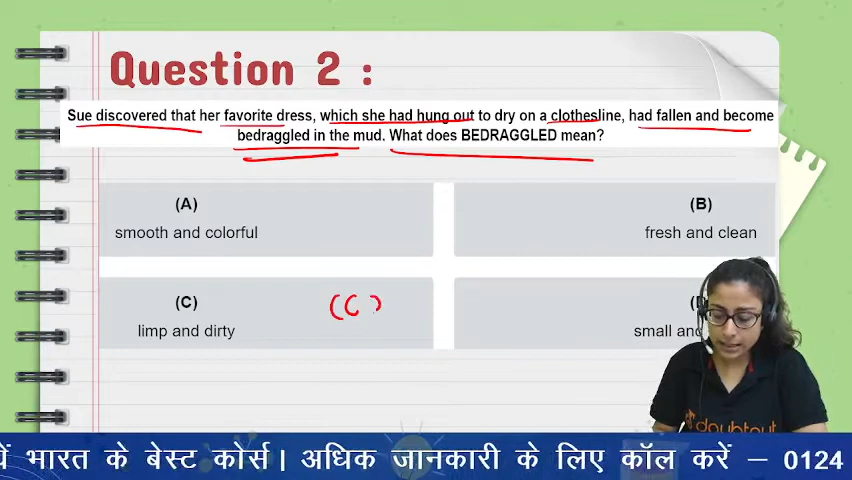 Question 2 :
Sue discovered that her favorite dress, which she had hung out to dry on a clothesline, had fallen and become
bedraggled in the mud. What does BEDRAGGLED mean?
(A)
smooth and colorful
(B)
fresh and clean
(C)
limp and dirty
(C)
(D
small and
doubtnut
में भारत के बेस्ट कोर्स। अधिक जानकारी के लिए कॉल करें – 0124